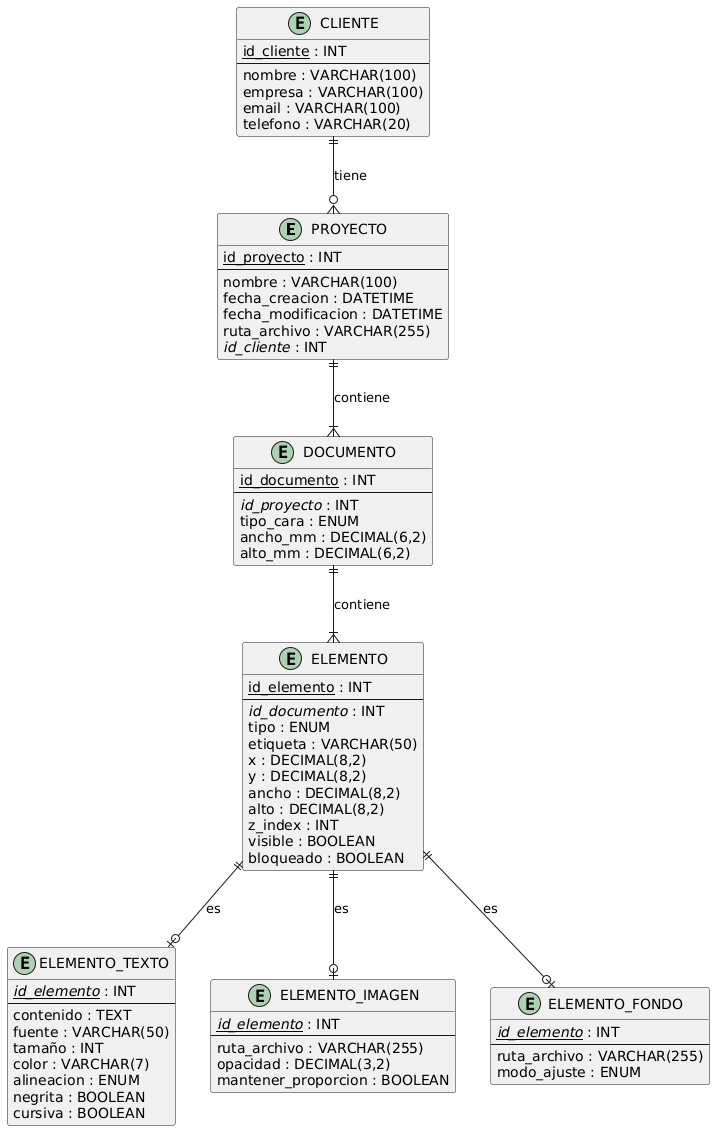 E CLIENTE
id_cliente : INT
nombre : VARCHAR(100)
empresa : VARCHAR(100)
email : VARCHAR(100)
telefono : VARCHAR(20)
tiene
E PROYECTO
id_proyecto : INT
nombre : VARCHAR(100)
fecha_creacion : DATETIME
fecha_modificacion : DATETIME
ruta_archivo : VARCHAR(255)
id_cliente : INT
contiene
E DOCUMENTO
id_documento : INT
id_proyecto : INT
tipo_cara : ENUM
ancho_mm : DECIMAL(6,2)
alto_mm : DECIMAL(6,2)
contiene
E ELEMENTO
id_elemento : INT
id_documento : INT
tipo : ENUM
etiqueta : VARCHAR(50)
x : DECIMAL(8,2)
y : DECIMAL(8,2)
ancho : DECIMAL(8,2)
alto : DECIMAL(8,2)
z_index : INT
visible : BOOLEAN
bloqueado : BOOLEAN
es
es
es
E ELEMENTO_TEXTO
id_elemento : INT
contenido : TEXT
fuente : VARCHAR(50)
tamaño : INT
color : VARCHAR(7)
alineacion : ENUM
negrita : BOOLEAN
cursiva : BOOLEAN
E ELEMENTO_IMAGEN
id_elemento : INT
ruta_archivo : VARCHAR(255)
opacidad : DECIMAL(3,2)
mantener_proporcion : BOOLEAN
E ELEMENTO_FONDO
id_elemento : INT
ruta_archivo : VARCHAR(255)
modo_ajuste : ENUM